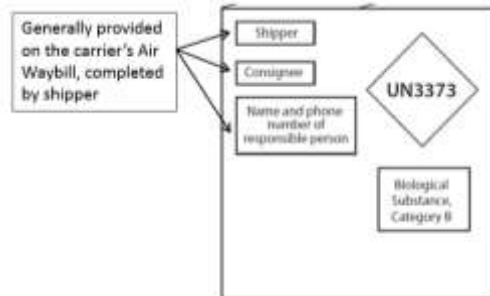 Generally provided
on the carrier's Air
Waybill, completed
by shipper
Shipper
Consignee
Name and phone
number of
responsible person
UN3373
Biological
Substance,
Category B